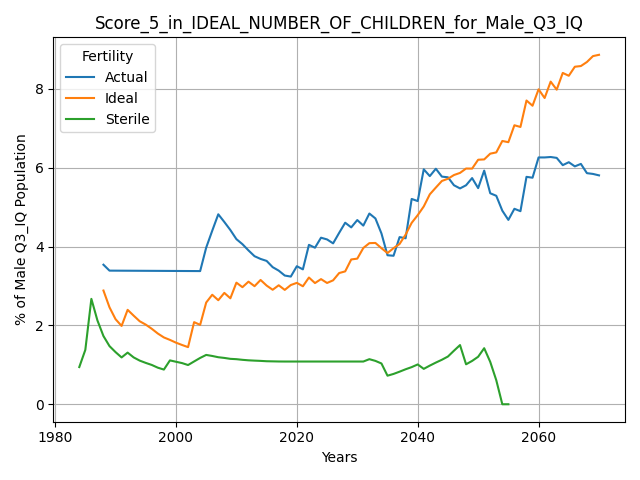 Score_5_in_IDEAL_NUMBER_OF_CHILDREN_for_Male_Q3_IQ
Fertility
Actual
Ideal
Sterile
% of Male Q3_IQ Population
8
6
4
2
0
1980 2000 2020 2040 2060
Years